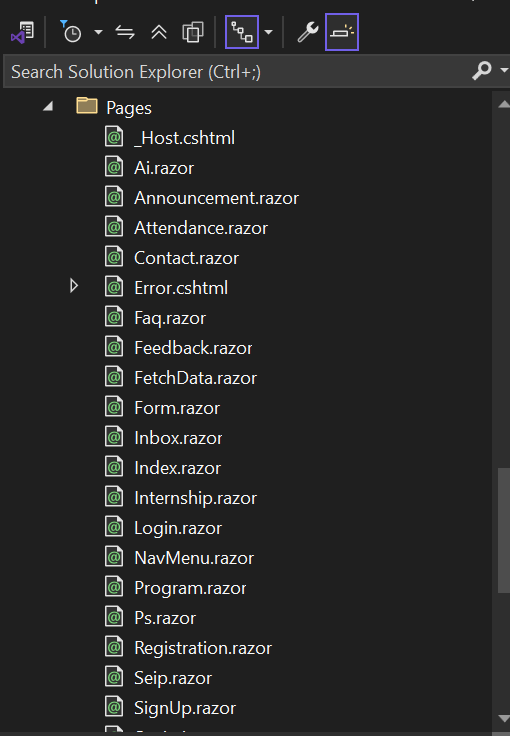 Search Solution Explorer (Ctrl+;)
Pages
_Host.cshtml
Ai.razor
Announcement.razor
Attendance.razor
Contact.razor
Error.cshtml
Faq.razor
Feedback.razor
FetchData.razor
Form.razor
Inbox.razor
Index.razor
Internship.razor
Login.razor
NavMenu.razor
Program.razor
Ps.razor
Registration.razor
Seip.razor
SignUp.razor